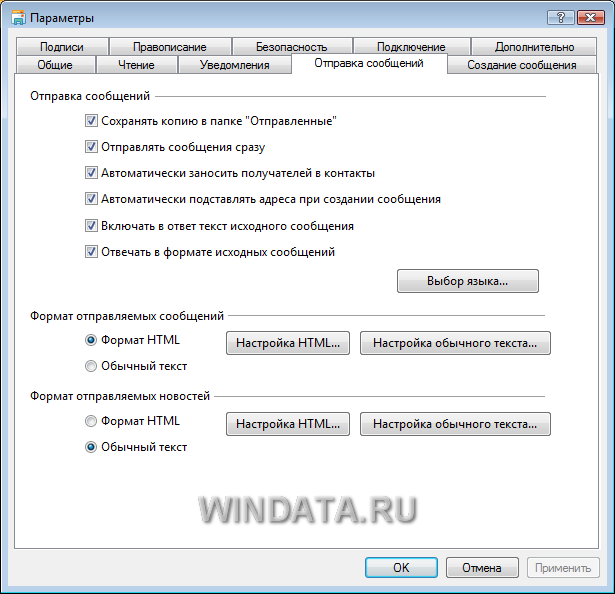 Параметры
Подписи Правописание Безопасность Подключение Дополнительно
Общие Чтение Уведомления Отправка сообщений Создание сообщения
Отправка сообщений
Сохранять копию в папке "Отправленные"
Отправлять сообщения сразу
Автоматически заносить получателей в контакты
Автоматически подставлять адреса при создании сообщения
Включать в ответ текст исходного сообщения
Отвечать в формате исходных сообщений
Выбор языка...
Формат отправляемых сообщений
Формат HTML Настройка HTML... Настройка обычного текста...
Обычный текст
Формат отправляемых новостей
Формат HTML Настройка HTML... Настройка обычного текста...
Обычный текст
WINDATA.RU
OK Отмена Применить